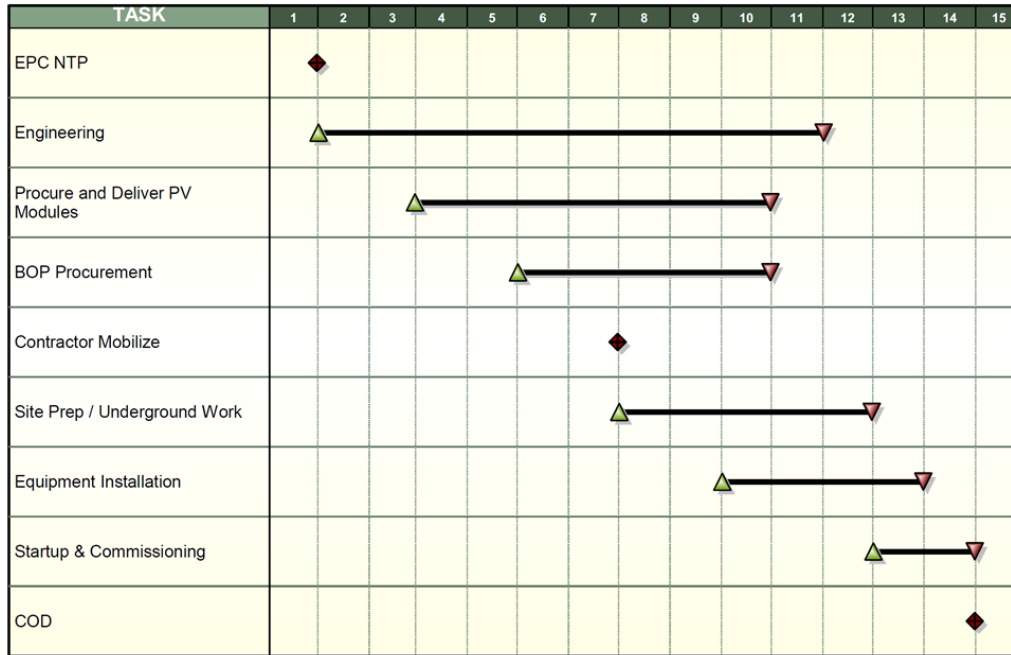 TASK 1 2 3 4 5 6 7 8 9 10 11 12 13 14 15
EPC NTP
Engineering
Procure and Deliver PV
Modules
BOP Procurement
Contractor Mobilize
Site Prep / Underground Work
Equipment Installation
Startup & Commissioning
COD